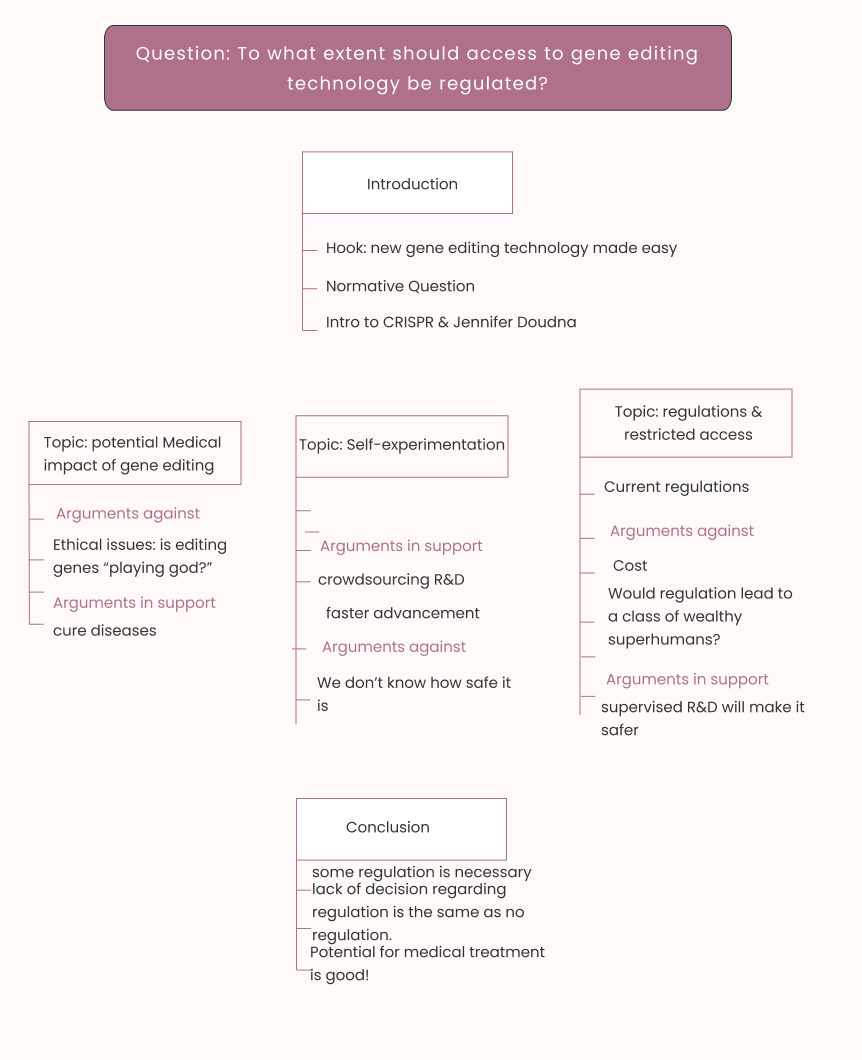 Question: To what extent should access to gene editing
technology be regulated?
Introduction
Hook: new gene editing technology made easy
Normative Question
Intro to CRISPR & Jennifer Doudna
Topic: potential Medical
impact of gene editing
Arguments against
Ethical issues: is editing
genes “playing god?”
Arguments in support
cure diseases
Topic: Self-experimentation
Arguments in support
crowdsourcing R&D
faster advancement
Arguments against
We don’t know how safe it
is
Topic: regulations &
restricted access
Current regulations
Arguments against
Cost
Would regulation lead to
a class of wealthy
superhumans?
Arguments in support
supervised R&D will make it
safer
Conclusion
some regulation is necessary
lack of decision regarding
regulation is the same as no
regulation.
Potential for medical treatment
is good!